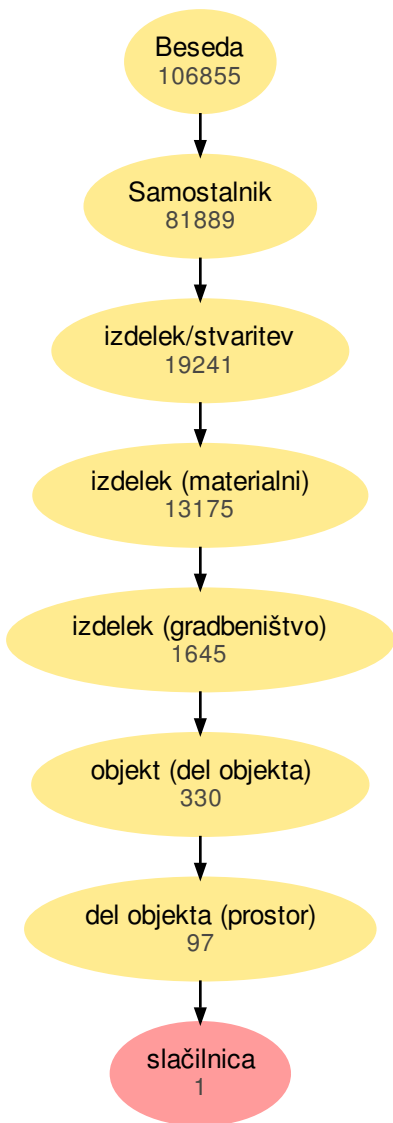 Beseda
106855
Samostalnik
81889
izdelek/stvaritev
19241
izdelek (materialni)
13175
izdelek (gradbeništvo)
1645
objekt (del objekta)
330
del objekta (prostor)
97
slačilnica
1